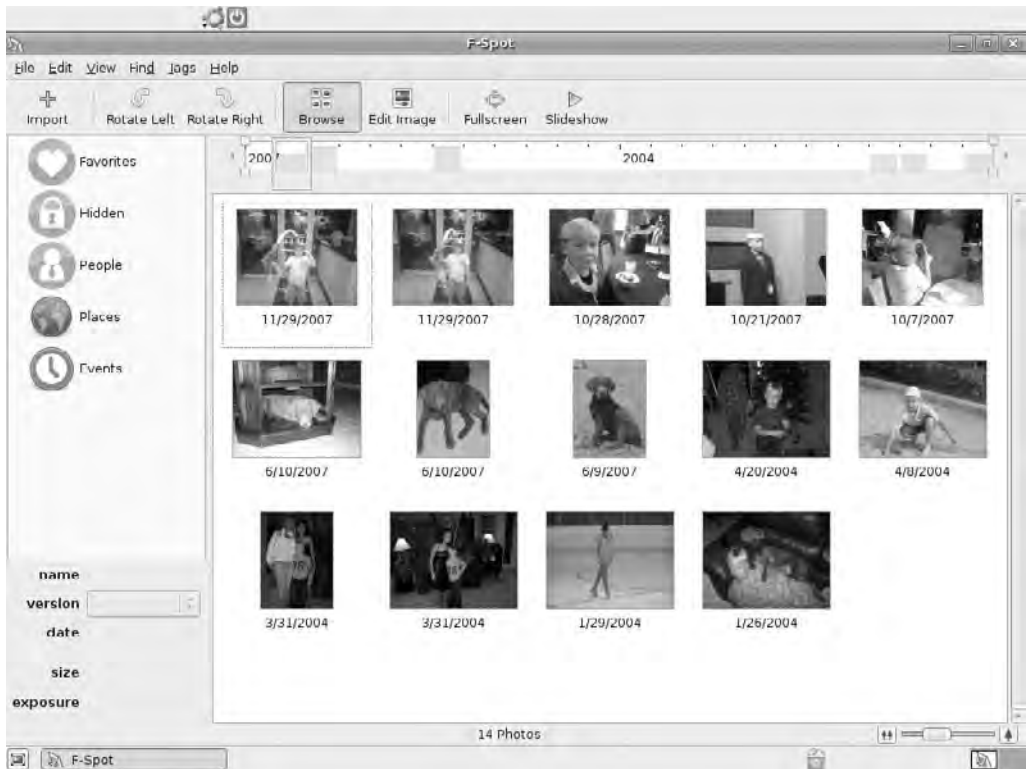 F-Spot
File Edit View Find Tags Help
Import Rotate Left Rotate Right Browse Edit Image Fullscreen Slideshow
Favorites
Hidden
People
Places
Events
2007 2004
11/29/2007 11/29/2007 10/28/2007 10/21/2007 10/7/2007
6/10/2007 6/10/2007 6/9/2007 4/20/2004 4/8/2004
3/31/2004 3/31/2004 1/29/2004 1/26/2004
name
version
date
size
exposure
14 Photos
F-Spot